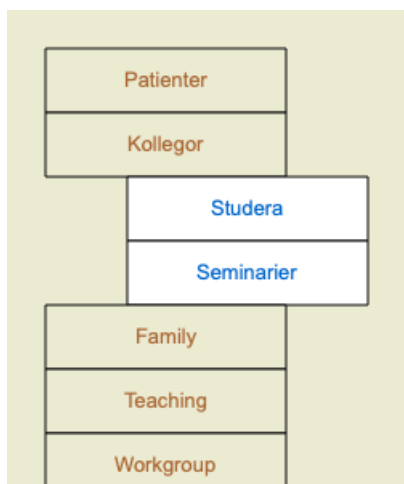 Patienter
Kollegor
Studera
Seminarier
Family
Teaching
Workgroup